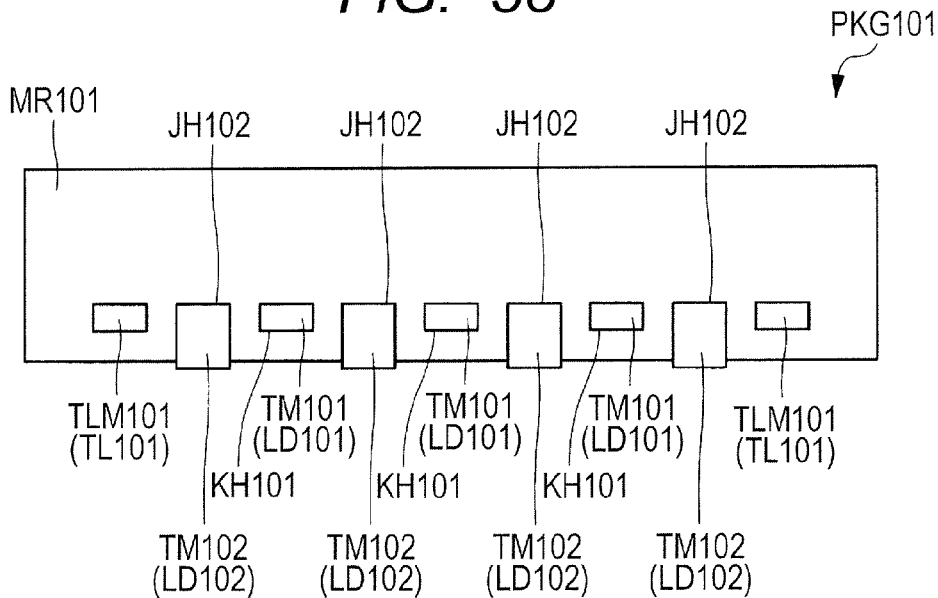 FIG. 38
PKG101
MR101
JH102 JH102 JH102 JH102
TLM101
(TL101)
TM101
(LD101)
TM101
(LD101)
TM101
(LD101)
TLM101
(TL101)
KH101 KH101 KH101
TM102
(LD102)
TM102
(LD102)
TM102
(LD102)
TM102
(LD102)